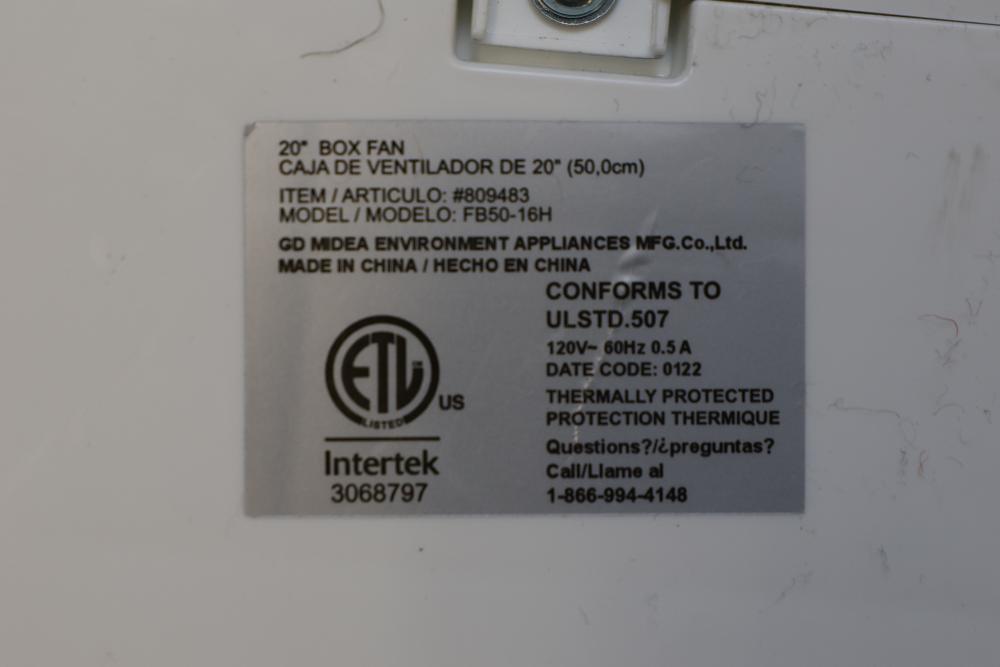 20" BOX FAN
CAJA DE VENTILADOR DE 20" (50,0cm)
ITEM / ARTICULO: #809483
MODEL / MODELO: FB50-16H
GD MIDEA ENVIRONMENT APPLIANCES MFG.Co.,Ltd.
MADE IN CHINA / HECHO EN CHINA
CONFORMS TO
ULSTD.507
120V~ 60Hz 0.5 A
DATE CODE: 0122
THERMALLY PROTECTED
PROTECTION THERMIQUE
Questions?/¿preguntas?
Call/Llame al
1-866-994-4148
ETL
LISTED
US
Intertek
3068797